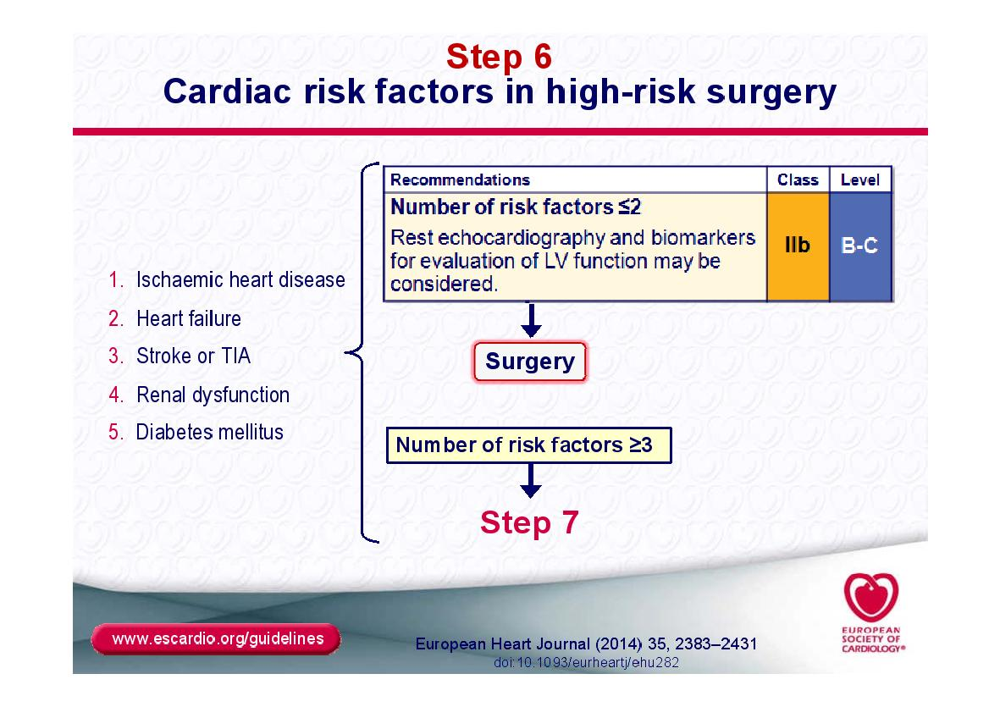 Step 6
Cardiac risk factors in high-risk surgery
1. Ischaemic heart disease
2. Heart failure
3. Stroke or TIA
4. Renal dysfunction
5. Diabetes mellitus
Recommendations Class Level
Number of risk factors ≤2
Rest echocardiography and biomarkers
for evaluation of LV function may be
considered.
IIb B-C
Surgery
Number of risk factors ≥3
Step 7
www.escardio.org/guidelines
European Heart Journal (2014) 35, 2383–2431
doi:10.1093/eurheartj/ehu282
EUROPEAN
SOCIETY OF
CARDIOLOGY®